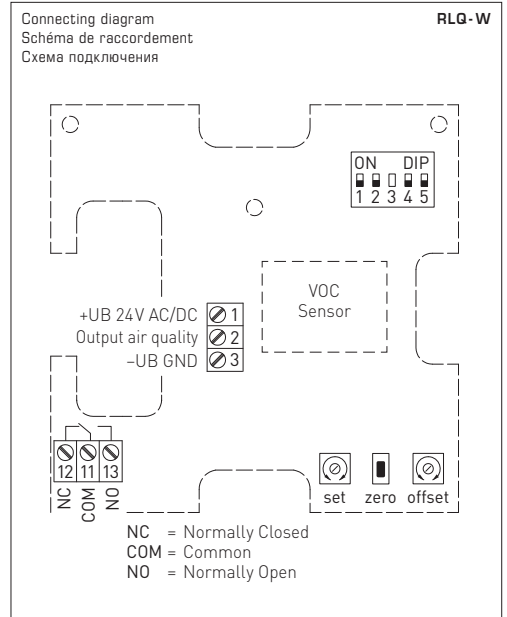 Connecting diagram
RLQ-W
Schéma de raccordement
Схема подключения
ON DIP
1 2 3 4 5
VOC
Sensor
+UB 24V AC/DC 1
Output air quality 2
–UB GND 3
12 11 13
NC COM NO
set zero offset
NC = Normally Closed
COM = Common
NO = Normally Open